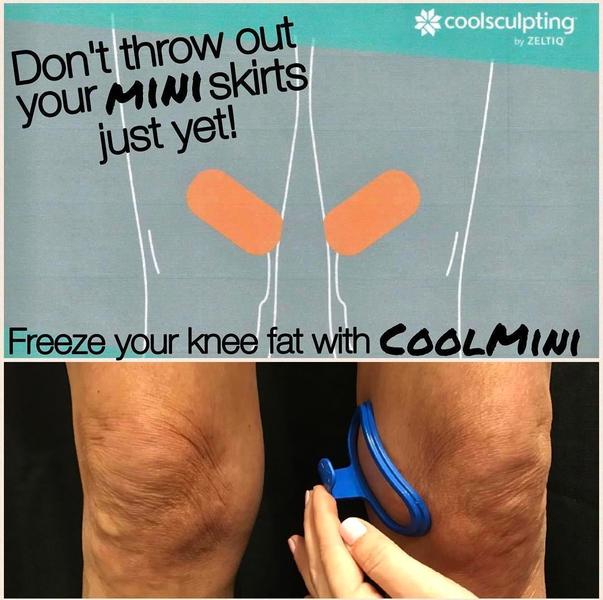 coolsculpting
by ZELTIQ
Don't throw out
your MINI skirts
just yet!
Freeze your knee fat with COOLMINI